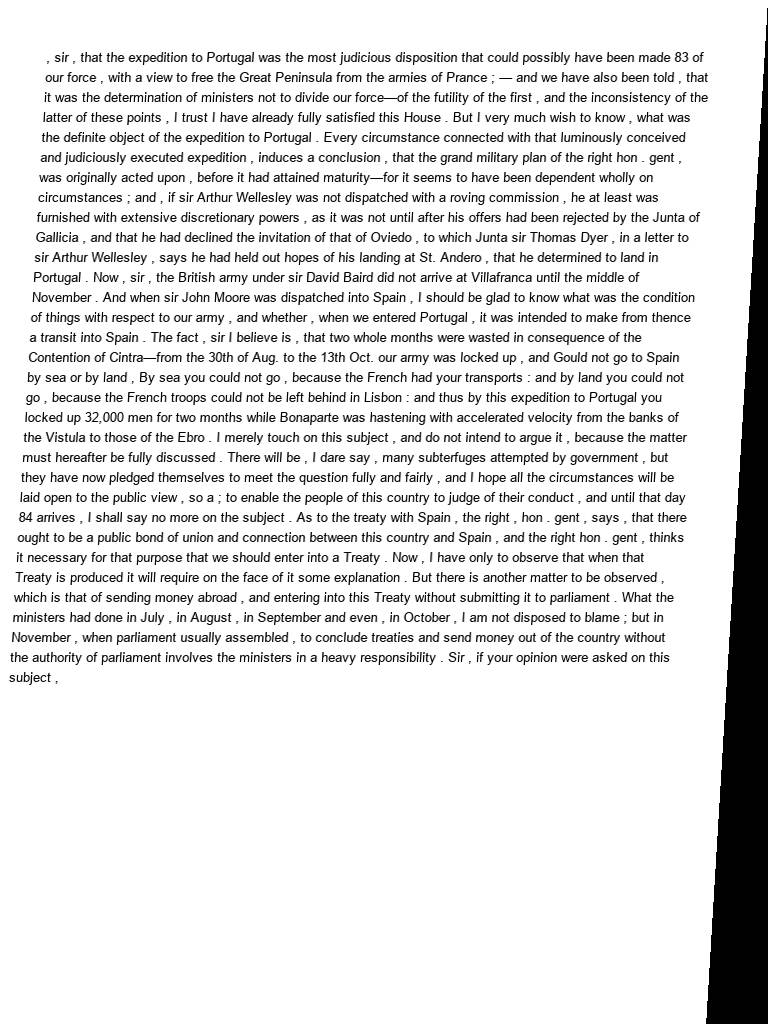 , sir , that the expedition to Portugal was the most judicious disposition that could possibly have been made 83 of
our force , with a view to free the Great Peninsula from the armies of Prance ; — and we have also been told , that
it was the determination of ministers not to divide our force—of the futility of the first , and the inconsistency of the
latter of these points , I trust I have already fully satisfied this House . But I very much wish to know , what was
the definite object of the expedition to Portugal . Every circumstance connected with that luminously conceived
and judiciously executed expedition , induces a conclusion , that the grand military plan of the right hon . gent ,
was originally acted upon , before it had attained maturity—for it seems to have been dependent wholly on
circumstances ; and , if sir Arthur Wellesley was not dispatched with a roving commission , he at least was
furnished with extensive discretionary powers , as it was not until after his offers had been rejected by the Junta of
Gallicia , and that he had declined the invitation of that of Oviedo , to which Junta sir Thomas Dyer , in a letter to
sir Arthur Wellesley , says he had held out hopes of his landing at St. Andero , that he determined to land in
Portugal . Now , sir , the British army under sir David Baird did not arrive at Villafranca until the middle of
November . And when sir John Moore was dispatched into Spain , I should be glad to know what was the condition
of things with respect to our army , and whether , when we entered Portugal , it was intended to make from thence
a transit into Spain . The fact , sir I believe is , that two whole months were wasted in consequence of the
Contention of Cintra—from the 30th of Aug. to the 13th Oct. our army was locked up , and Gould not go to Spain
by sea or by land , By sea you could not go , because the French had your transports : and by land you could not
go , because the French troops could not be left behind in Lisbon : and thus by this expedition to Portugal you
locked up 32,000 men for two months while Bonaparte was hastening with accelerated velocity from the banks of
the Vistula to those of the Ebro . I merely touch on this subject , and do not intend to argue it , because the matter
must hereafter be fully discussed . There will be , I dare say , many subterfuges attempted by government , but
they have now pledged themselves to meet the question fully and fairly , and I hope all the circumstances will be
laid open to the public view , so a ; to enable the people of this country to judge of their conduct , and until that day
84 arrives , I shall say no more on the subject . As to the treaty with Spain , the right , hon . gent , says , that there
ought to be a public bond of union and connection between this country and Spain , and the right hon . gent , thinks
it necessary for that purpose that we should enter into a Treaty . Now , I have only to observe that when that
Treaty is produced it will require on the face of it some explanation . But there is another matter to be observed ,
which is that of sending money abroad , and entering into this Treaty without submitting it to parliament . What the
ministers had done in July , in August , in September and even , in October , I am not disposed to blame ; but in
November , when parliament usually assembled , to conclude treaties and send money out of the country without
the authority of parliament involves the ministers in a heavy responsibility . Sir , if your opinion were asked on this
subject ,